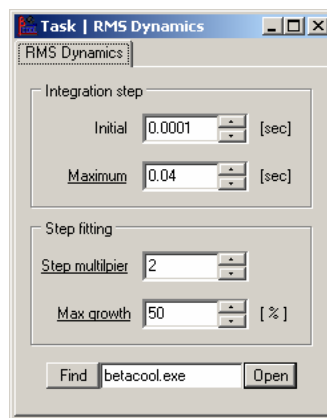 Task | RMS Dynamics
RMS Dynamics
Integration step
Initial 0.0001 [sec]
Maximum 0.04 [sec]
Step fitting
Step multilpier 2
Max growth 50 [ % ]
Find betacool.exe Open